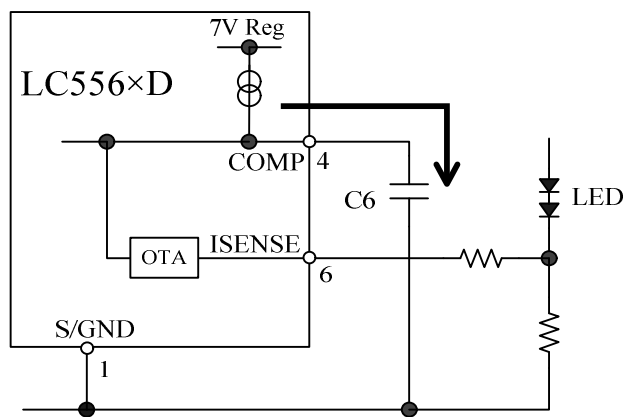 7V Reg
LC556×D
COMP
4
C6
LED
ISENSE
OTA
6
S/GND
1